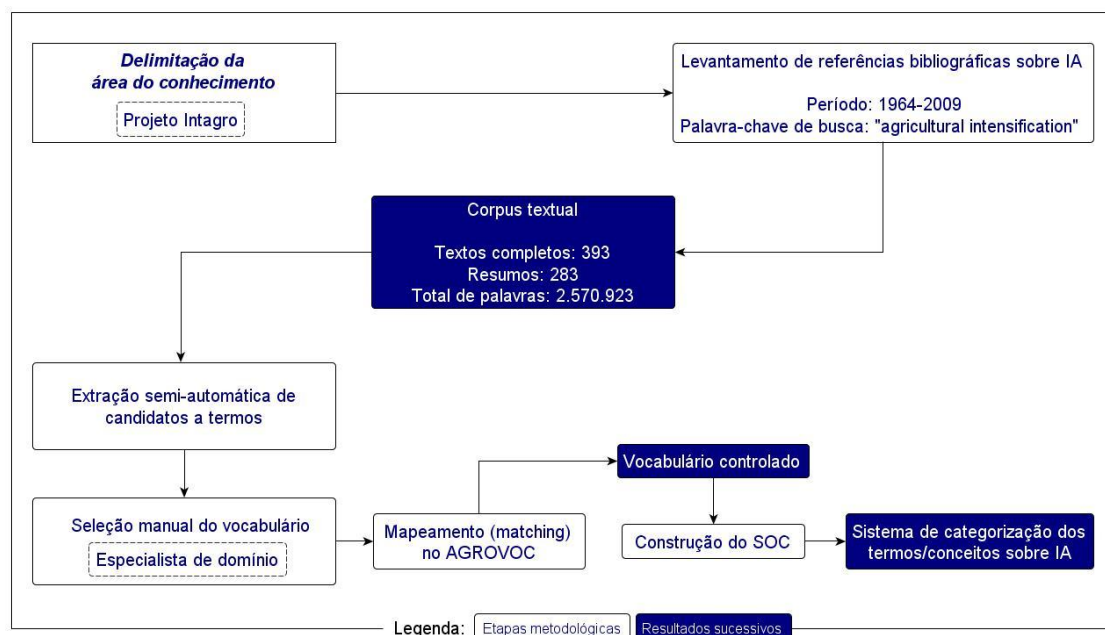 Delimitação da
área do conhecimento
Projeto Intagro
Levantamento de referências bibliográficas sobre IA
Período: 1964-2009
Palavra-chave de busca: "agricultural intensification"
Corpus textual
Textos completos: 393
Resumos: 283
Total de palavras: 2.570.923
Extração semi-automática de
candidatos a termos
Seleção manual do vocabulário
Especialista de domínio
Mapeamento (matching)
no AGROVOC
Vocabulário controlado
Construção do SOC
Sistema de categorização dos
termos/conceitos sobre IA
Legenda: Etapas metodológicas Resultados sucessivos